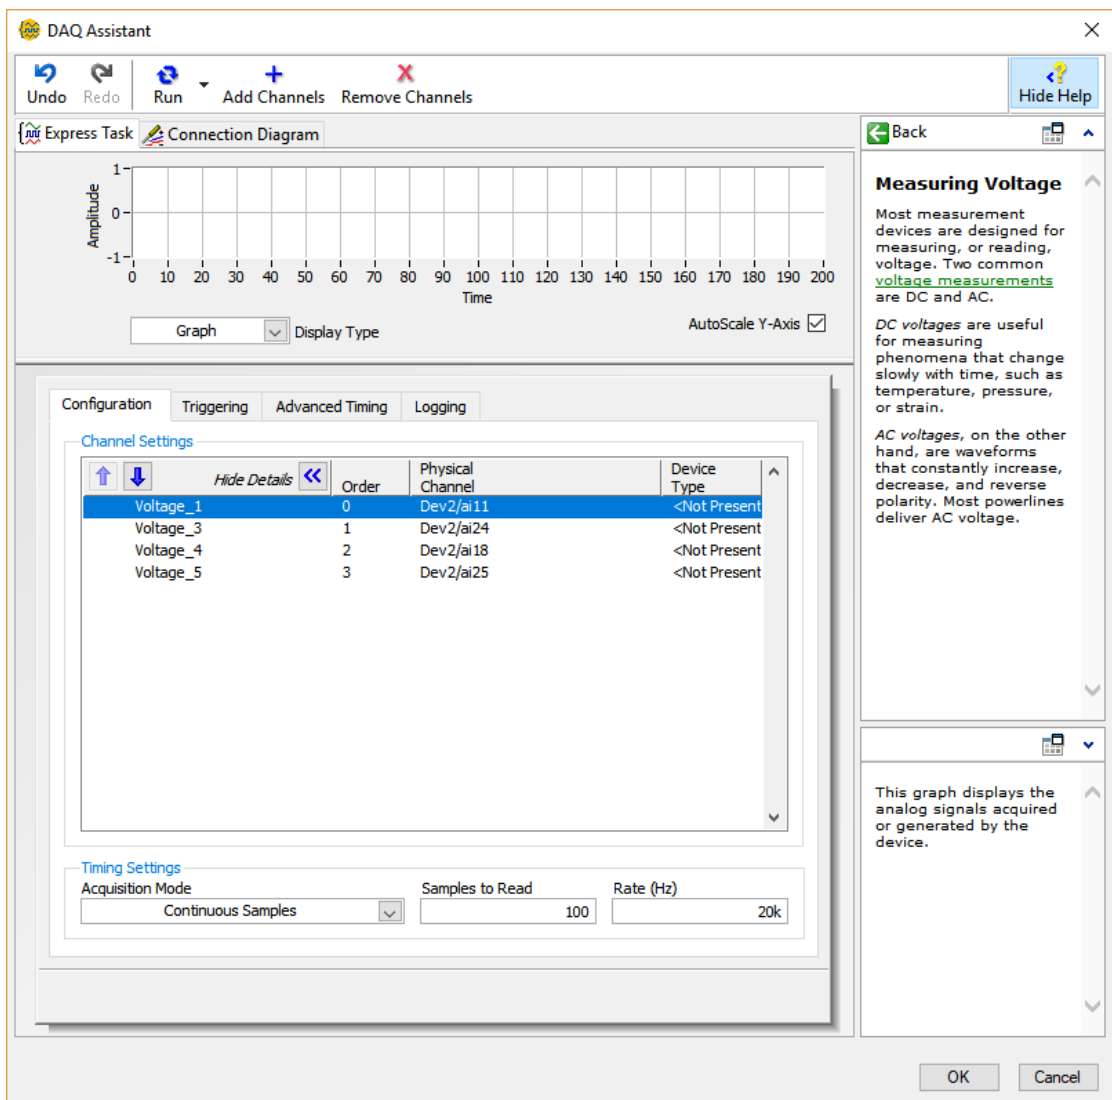 DAQ Assistant
Undo Redo Run Add Channels Remove Channels Hide Help
Express Task Connection Diagram
Amplitude
1
0
-1
0 10 20 30 40 50 60 70 80 90 100 110 120 130 140 150 160 170 180 190 200
Time
Graph Display Type AutoScale Y-Axis
Configuration Triggering Advanced Timing Logging
Channel Settings
Hide Details Order Physical Channel Device Type
Voltage_1 0 Dev2/ai11 <Not Present
Voltage_3 1 Dev2/ai24 <Not Present
Voltage_4 2 Dev2/ai18 <Not Present
Voltage_5 3 Dev2/ai25 <Not Present
Timing Settings
Acquisition Mode Samples to Read Rate (Hz)
Continuous Samples 100 20k
Back
Measuring Voltage
Most measurement
devices are designed for
measuring, or reading,
voltage. Two common
voltage measurements
are DC and AC.
DC voltages are useful
for measuring
phenomena that change
slowly with time, such as
temperature, pressure,
or strain.
AC voltages, on the other
hand, are waveforms
that constantly increase,
decrease, and reverse
polarity. Most powerlines
deliver AC voltage.
This graph displays the
analog signals acquired
or generated by the
device.
OK Cancel